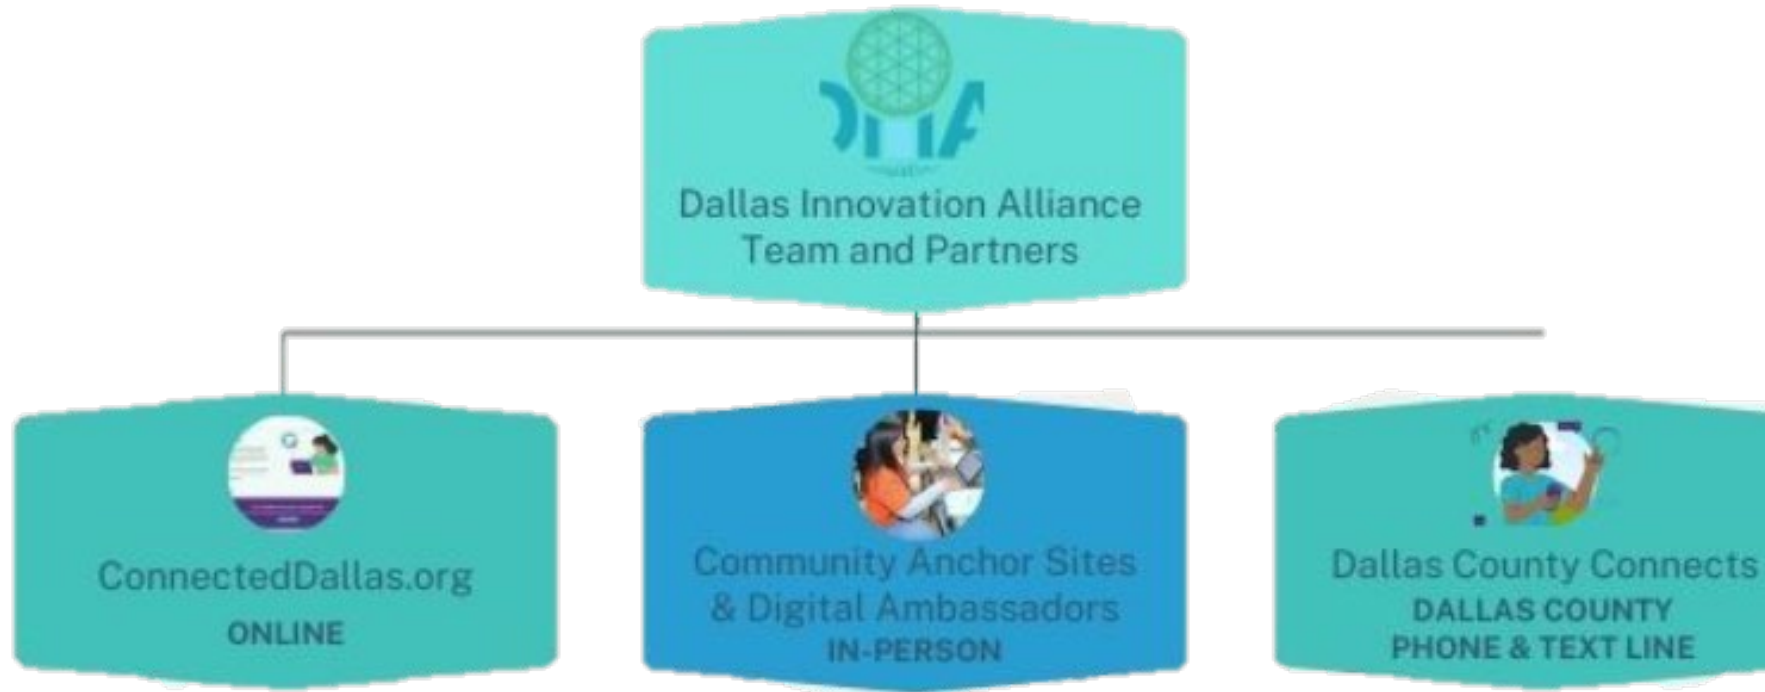 Dallas Innovation Alliance
Team and Partners
ConnectedDallas.org
ONLINE
Community Anchor Sites
& Digital Ambassadors
IN-PERSON
Dallas County Connects
DALLAS COUNTY
PHONE & TEXT LINE